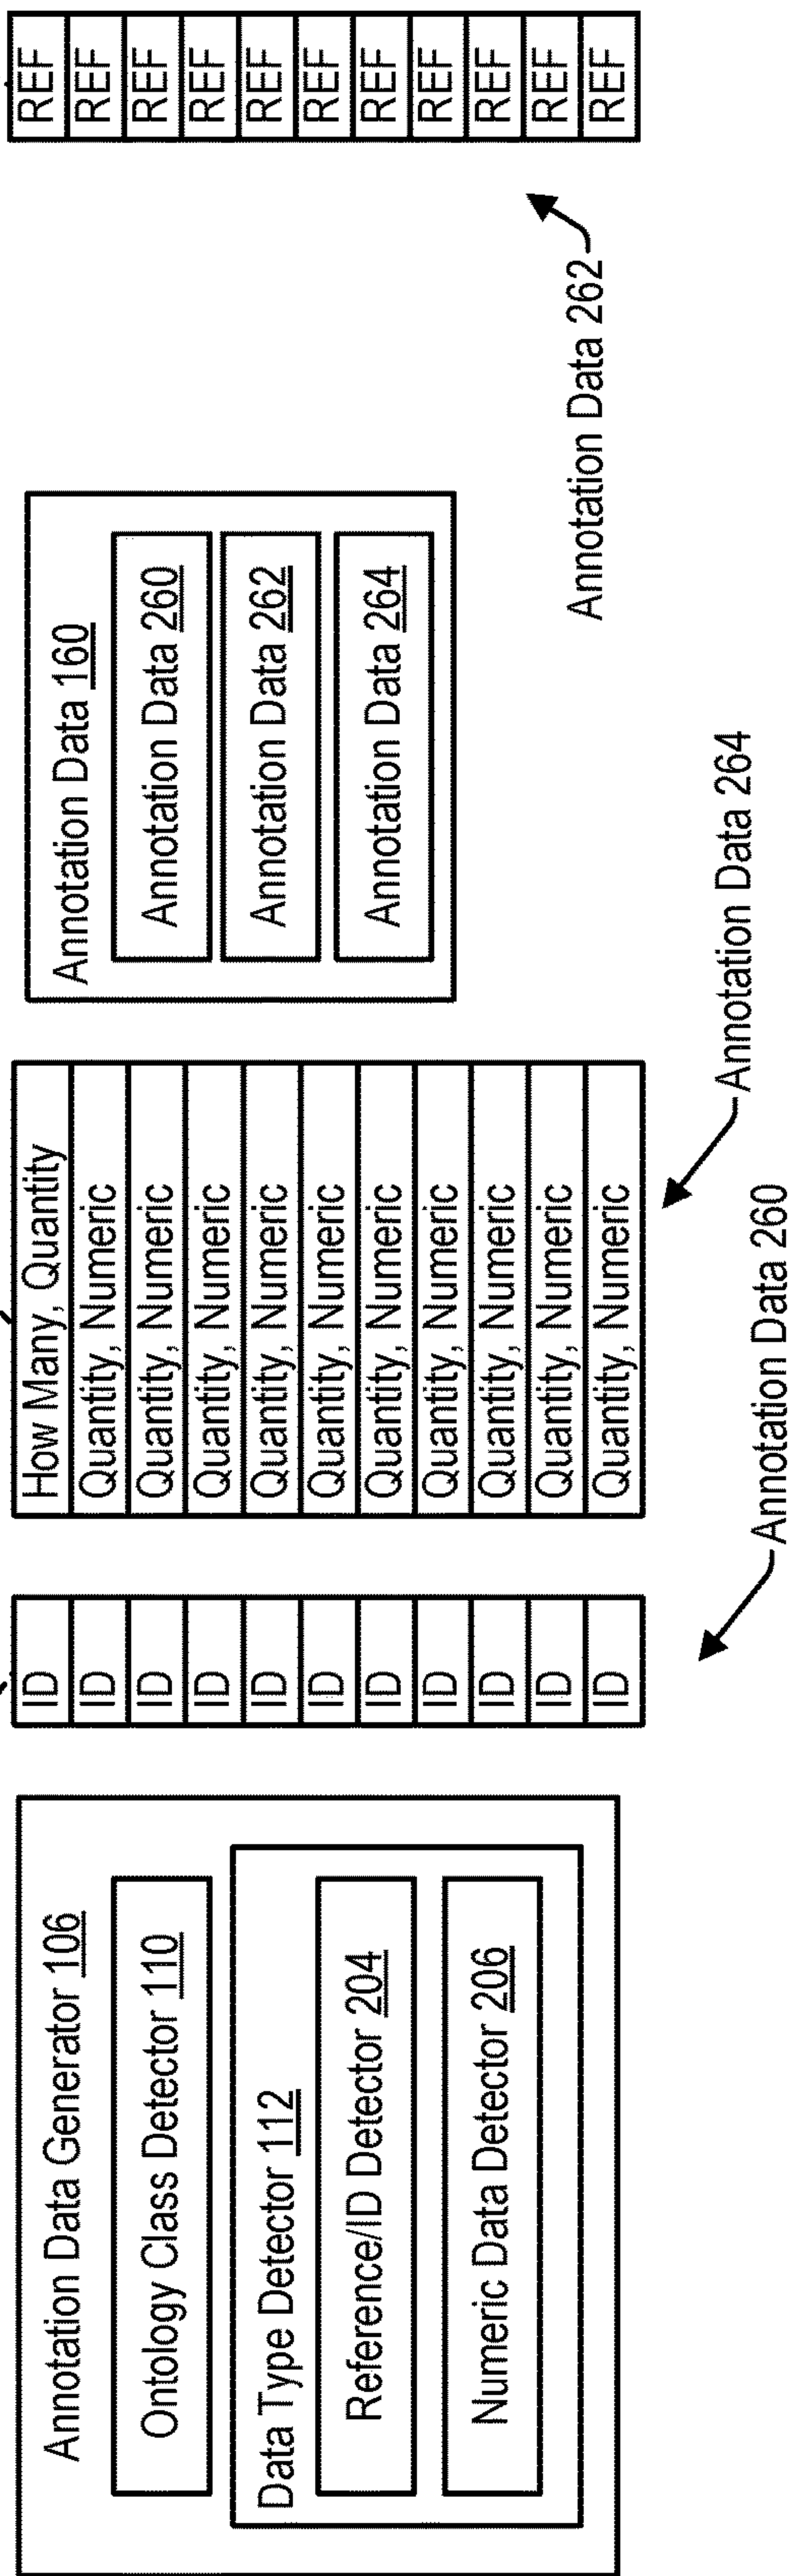 Annotation Data Generator 106
Ontology Class Detector 110
Data Type Detector 112
Reference/ID Detector 204
Numeric Data Detector 206
ID
ID
ID
ID
ID
ID
ID
ID
ID
ID
ID
Annotation Data 260
How Many, Quantity
Quantity, Numeric
Quantity, Numeric
Quantity, Numeric
Quantity, Numeric
Quantity, Numeric
Quantity, Numeric
Quantity, Numeric
Quantity, Numeric
Quantity, Numeric
Quantity, Numeric
Annotation Data 264
Annotation Data 160
Annotation Data 260
Annotation Data 262
Annotation Data 264
REF
REF
REF
REF
REF
REF
REF
REF
REF
REF
REF
Annotation Data 262